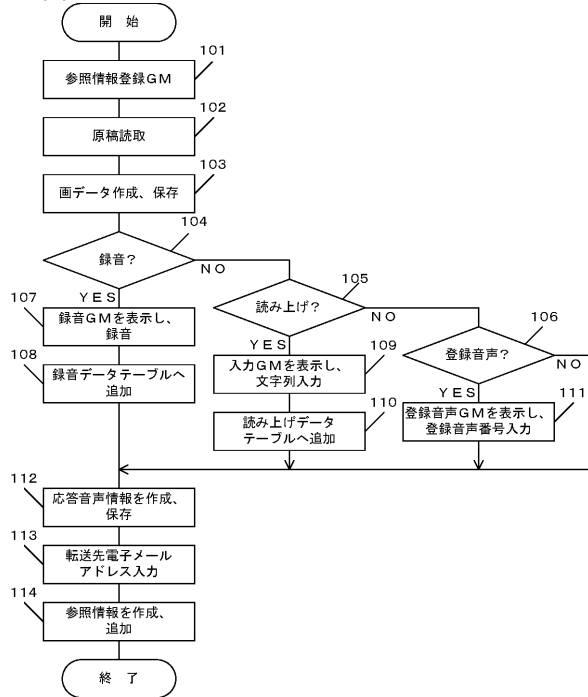 開　始
101
参照情報登録ＧＭ
102
原稿読取
103
画データ作成、保存
104
録音？
ＮＯ
ＹＥＳ
105
読み上げ？
ＮＯ
ＹＥＳ
106
登録音声？
ＮＯ
ＹＥＳ
107
録音ＧＭを表示し、
録音
108
録音データテーブルへ
追加
109
入力ＧＭを表示し、
文字列入力
110
読み上げデータ
テーブルへ追加
111
登録音声ＧＭを表示し、
登録音声番号入力
112
応答音声情報を作成、
保存
113
転送先電子メール
アドレス入力
114
参照情報を作成、
追加
終　了